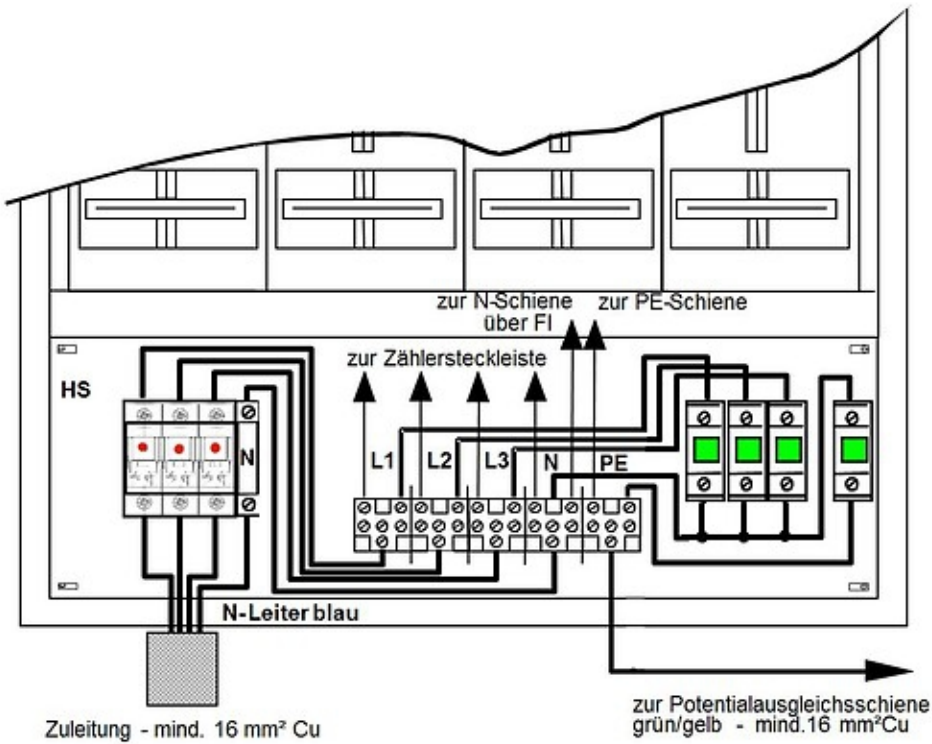 zur N-Schiene
über FI
zur PE-Schiene
zur Zählersteckleiste
HS
N
L1
L2
L3
N
PE
N-Leiter blau
Zuleitung - mind. 16 mm² Cu
zur Potentialausgleichsschiene
grün/gelb - mind.16 mm²Cu